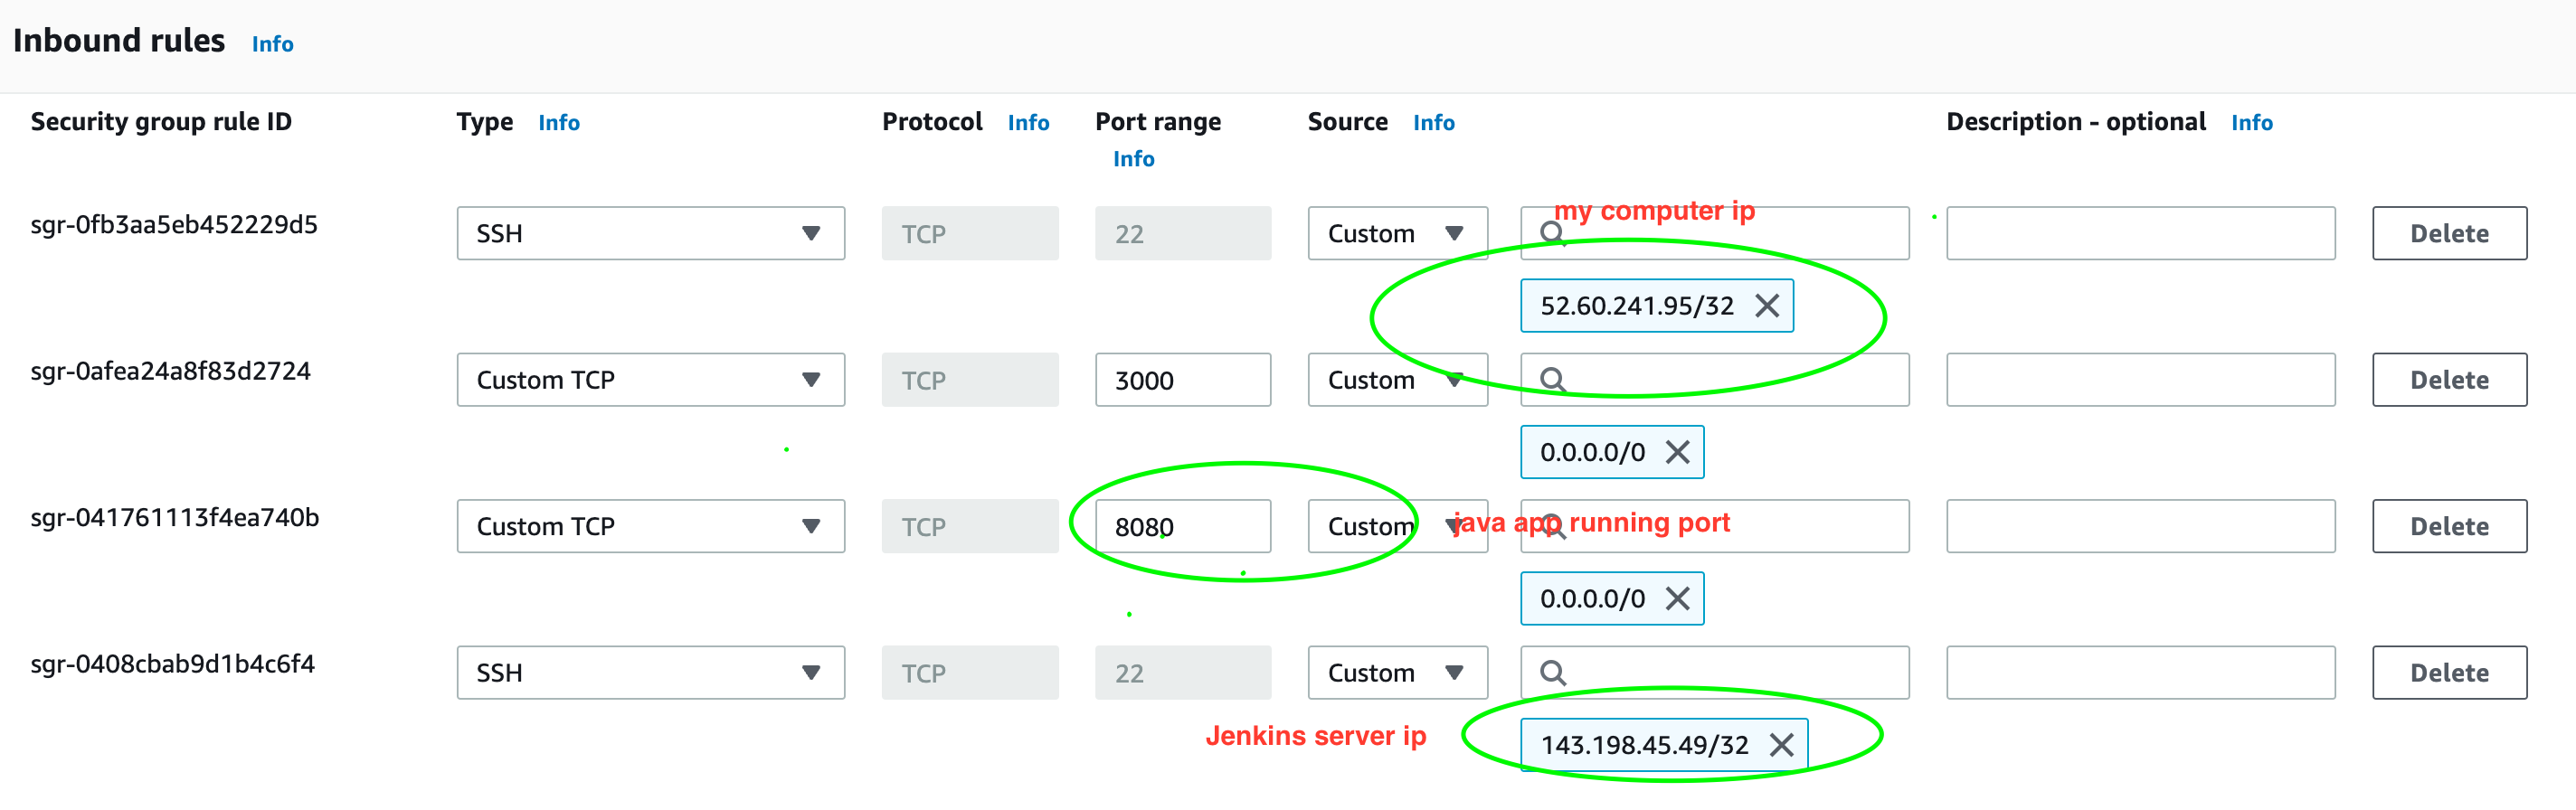 Inbound rules Info
Security group rule ID Type Info Protocol Info Port range Info Source Info Description - optional Info
my computer ip
sgr-0fb3aa5eb452229d5 SSH TCP 22 Custom Delete
52.60.241.95/32
sgr-0afea24a8f83d2724 Custom TCP TCP 3000 Custom Delete
0.0.0.0/0
sgr-041761113f4ea740b Custom TCP TCP 8080 Custom java app running port Delete
0.0.0.0/0
sgr-0408cbab9d1b4c6f4 SSH TCP 22 Custom Delete
Jenkins server ip 143.198.45.49/32